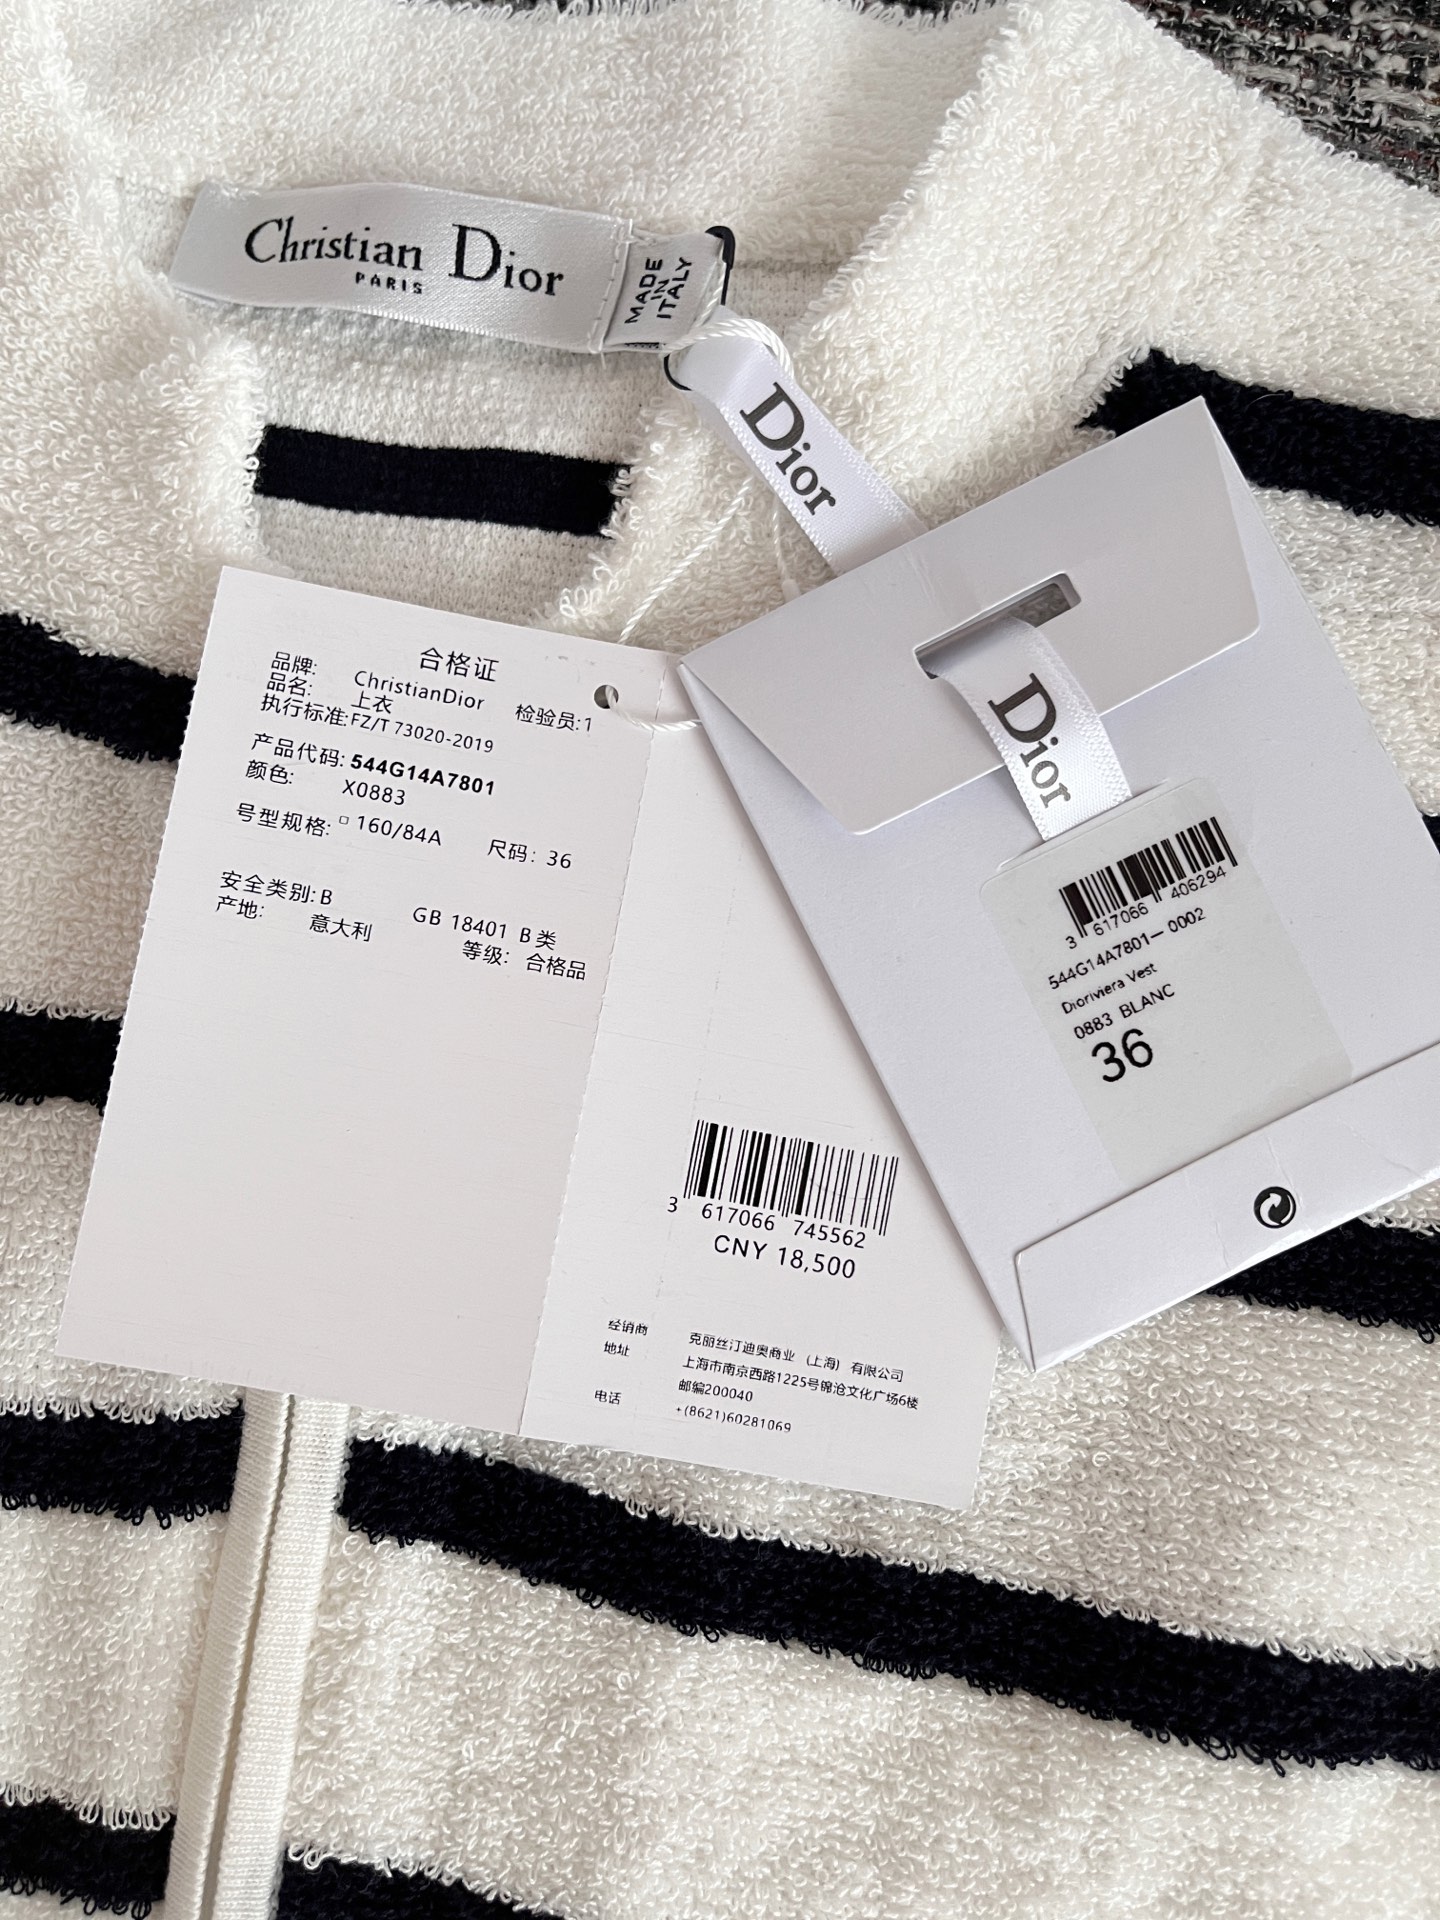 Christian Dior
PARIS
MADE
IN
ITALY
Dior
Dior
合格证
品牌: ChristianDior
品名: 上衣 检验员:1
执行标准:FZ/T 73020-2019
产品代码: 544G14A7801
颜色: X0883
号型规格: □ 160/84A 尺码: 36
安全类别: B GB 18401 B类
产地: 意大利 等级: 合格品
3 617066 745562
CNY 18,500
经销商 克丽丝汀迪奥商业 (上海) 有限公司
地址 上海市南京西路1225号锦沧文化广场6楼
邮编200040
电话 +(8621)60281069
3 617066 406294
544G14A7801- 0002
Dioriviera Vest
0883 BLANC
36